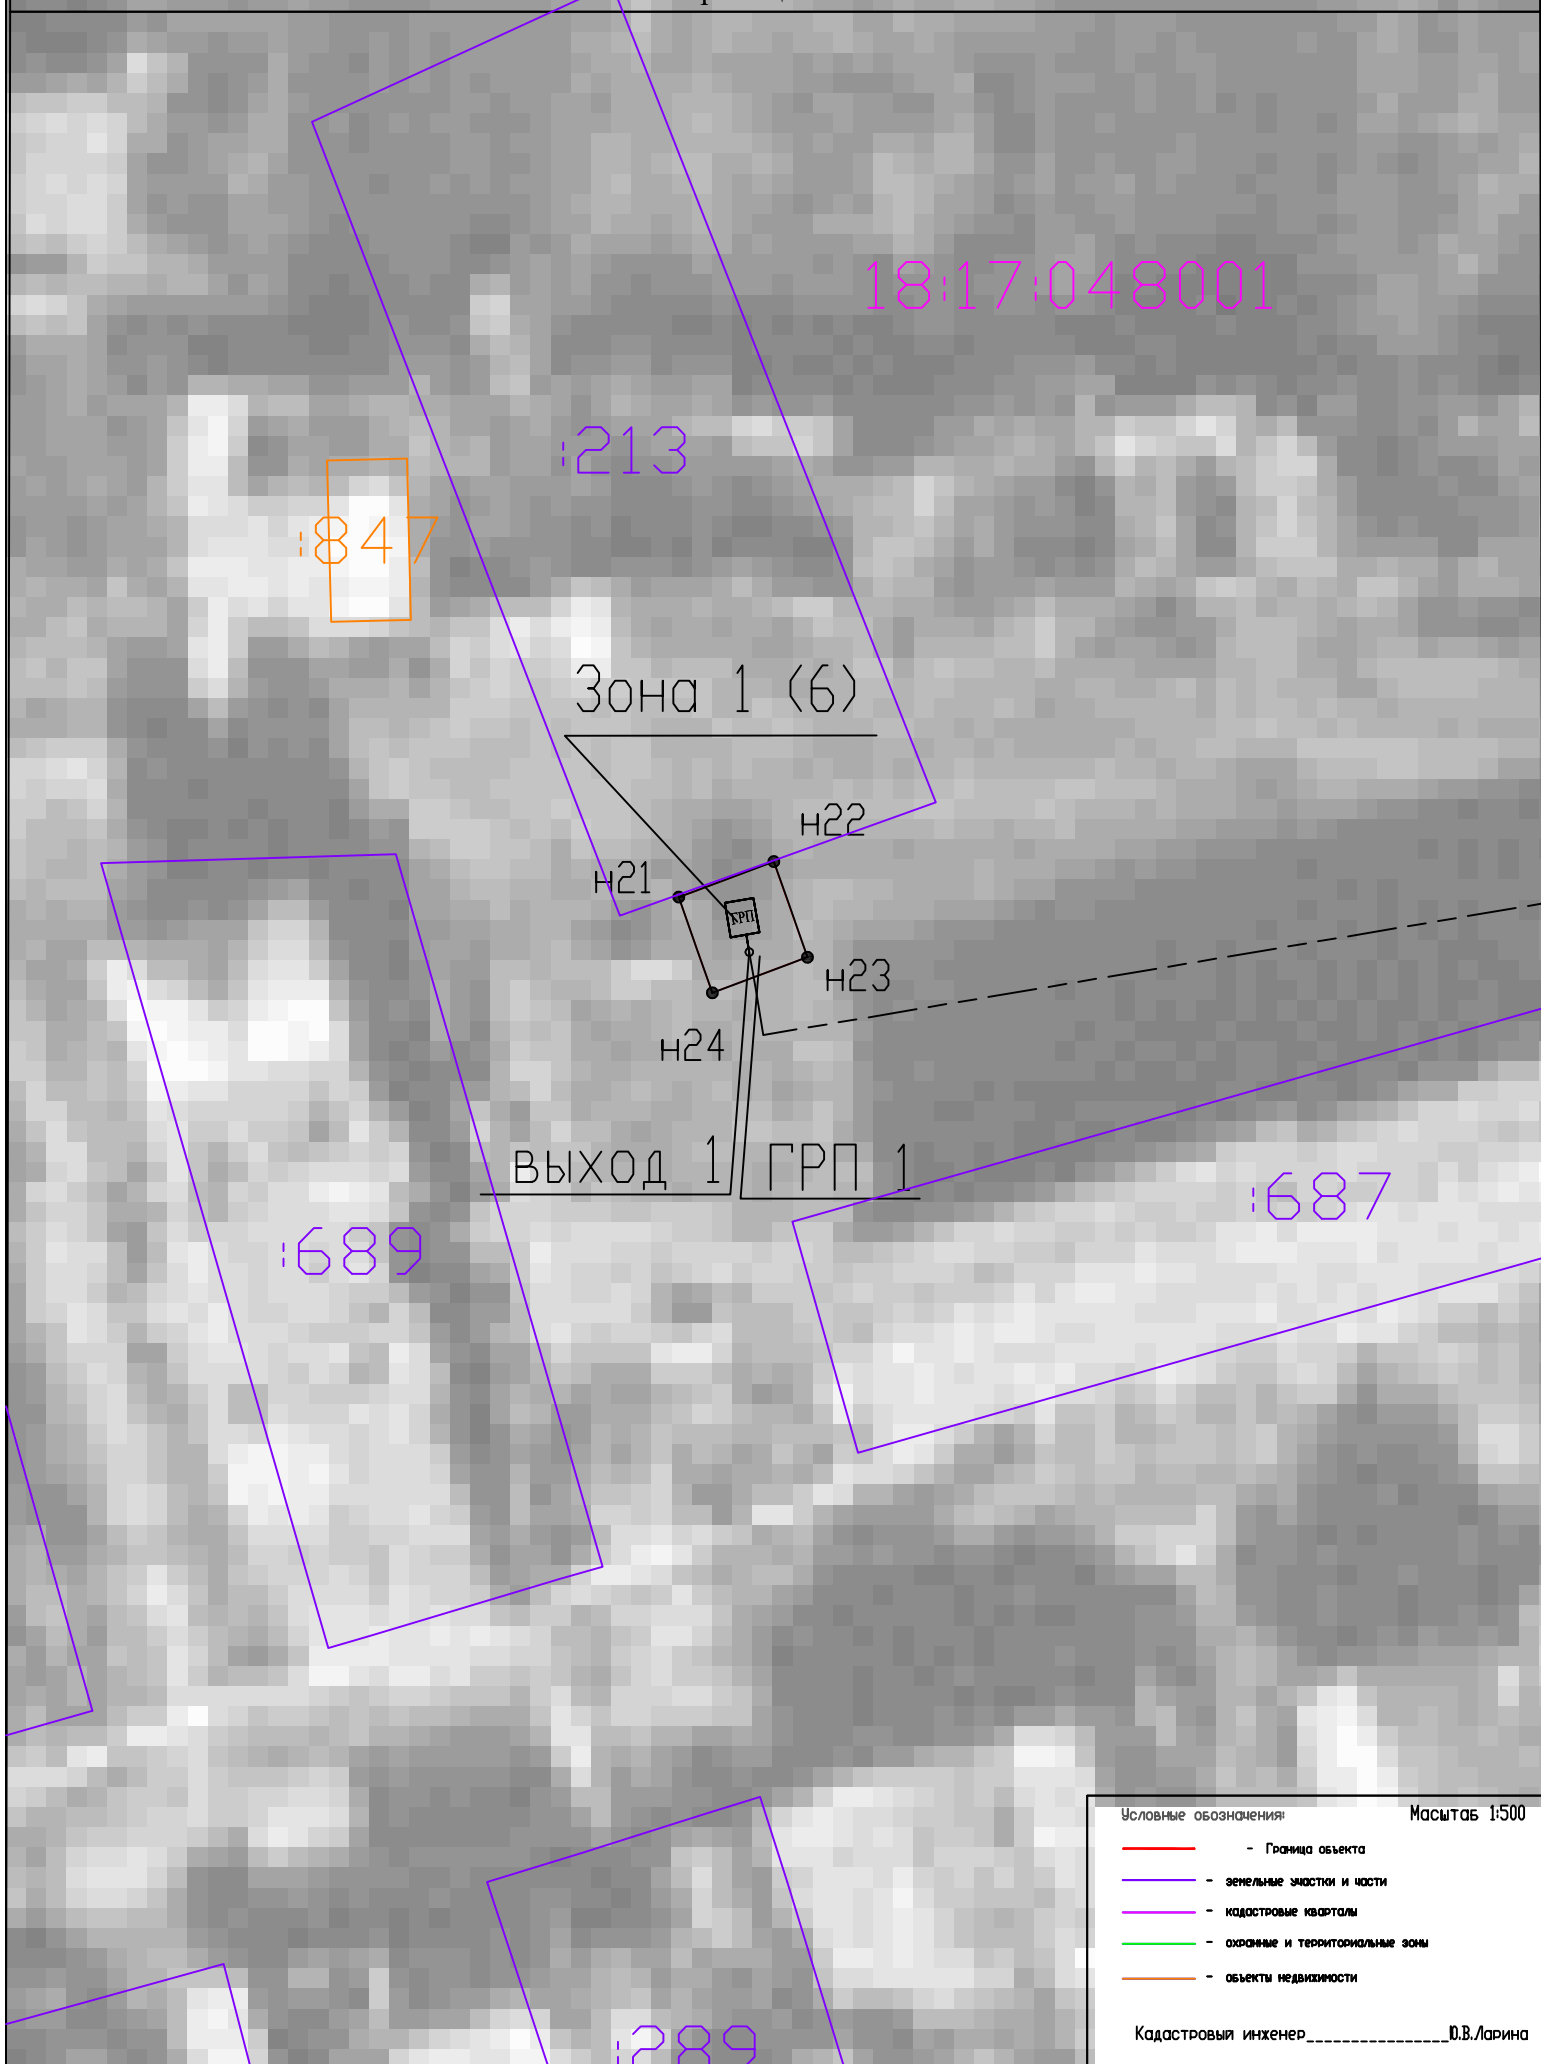 18:17:048001
:213
:847
Зона 1 (6)
н22
н21
КРП
н23
н24
выход 1
ГРП 1
:687
:689
Условные обозначения:
Масштаб 1:500
- Граница объекта
- земельные участки и части
- кадастровые кварталы
- охранные и территориальные зоны
- объекты недвижимости
:289
Кадастровый инженер________________Ю.В.Ларина